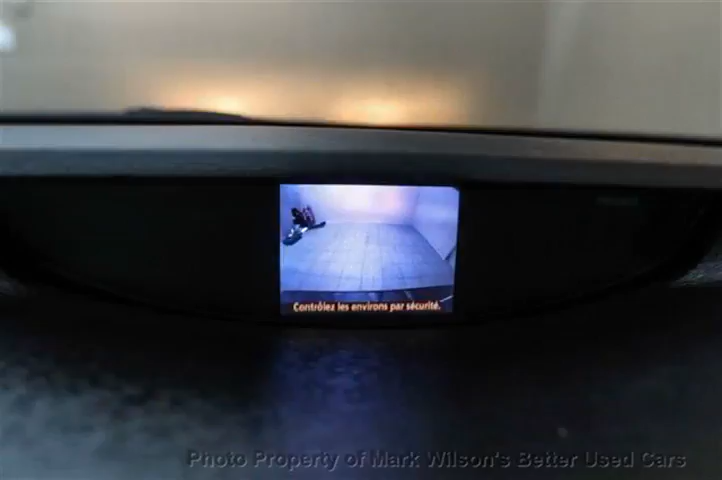 Contrôlez les environs par sécurité.
Photo Property of Mark Wilson's Better Used Cars